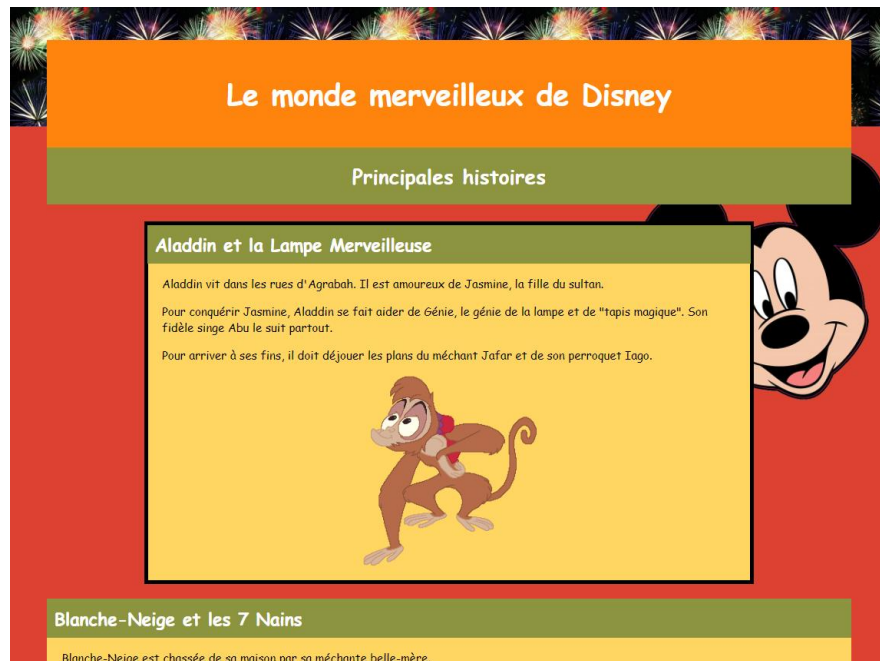 Le monde merveilleux de Disney
Principales histoires
Aladdin et la Lampe Merveilleuse
Aladdin vit dans les rues d'Agrabah. Il est amoureux de Jasmine, la fille du sultan.
Pour conquérir Jasmine, Aladdin se fait aider de Génie, le génie de la lampe et de "tapis magique". Son
fidèle singe Abu le suit partout.
Pour arriver à ses fins, il doit déjouer les plans du méchant Jafar et de son perroquet Iago.
Blanche-Neige et les 7 Nains
Blanche-Neige est chassée de sa maison par sa méchante belle-mère.